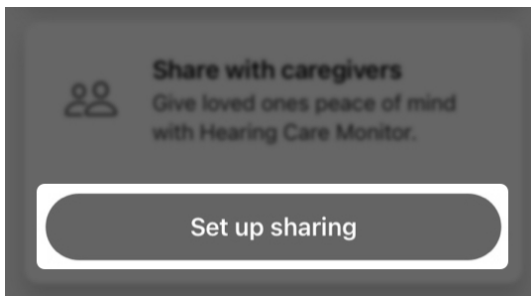 Share with caregivers
Give loved ones peace of mind
with Hearing Care Monitor.
Set up sharing